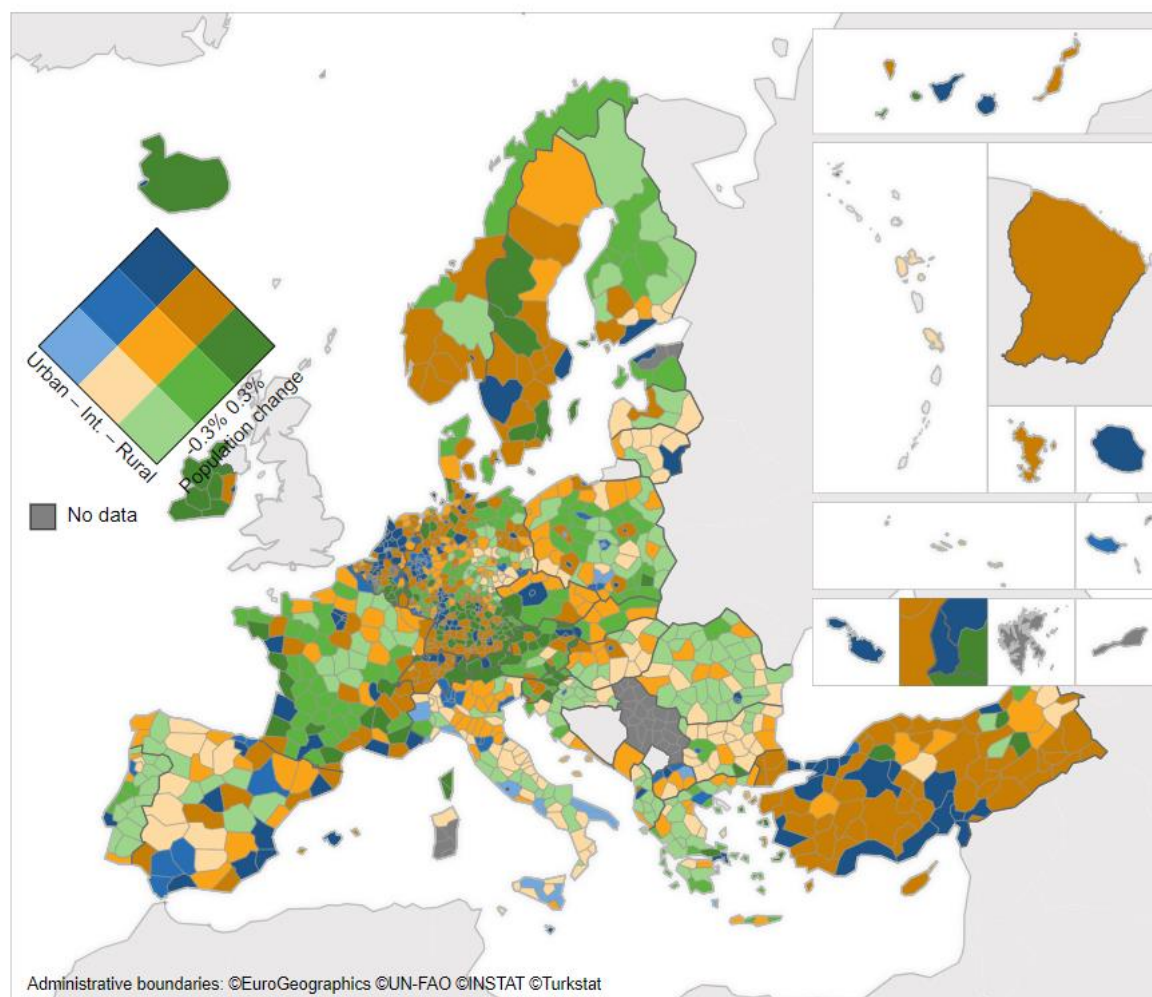 Urban – Int. – Rural
-0.3% 0.3%
Population change
No data
Administrative boundaries: ©EuroGeographics ©UN-FAO ©INSTAT ©Turkstat